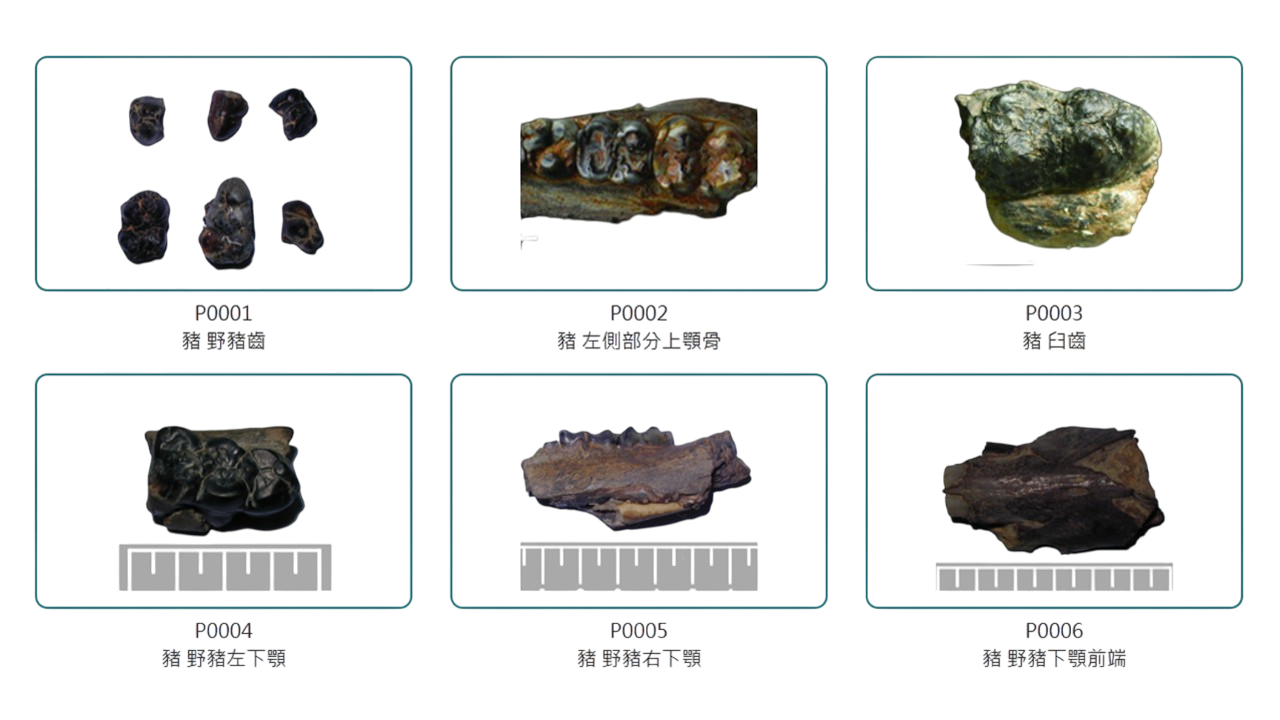 P0001
豬 野豬齒
P0002
豬 左側部分上顎骨
P0003
豬 臼齒
P0004
豬 野豬左下顎
P0005
豬 野豬右下顎
P0006
豬 野豬下顎前端